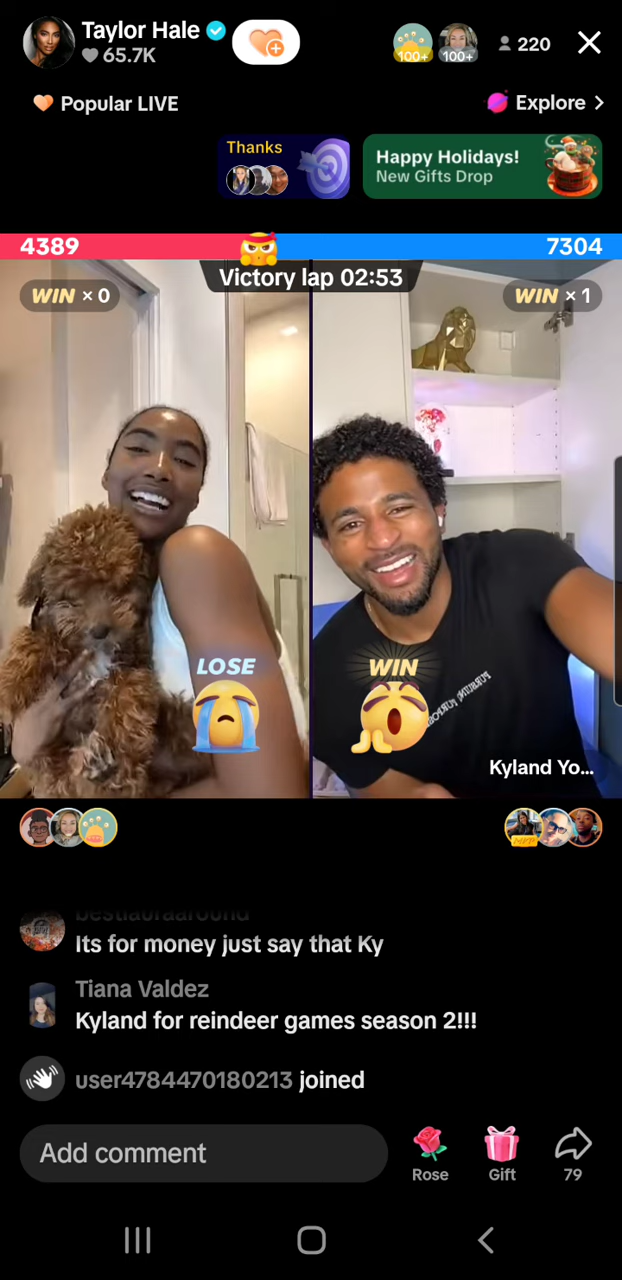 Taylor Hale
65.7K
100+
100+
220
Popular LIVE
Explore
Thanks
Happy Holidays!
New Gifts Drop
4389
7304
Victory lap 02:53
WIN × 0
WIN × 1
LOSE
WIN
Kyland Yo...
bestlauraaround
Its for money just say that Ky
Tiana Valdez
Kyland for reindeer games season 2!!!
user4784470180213 joined
Add comment
Rose
Gift
79